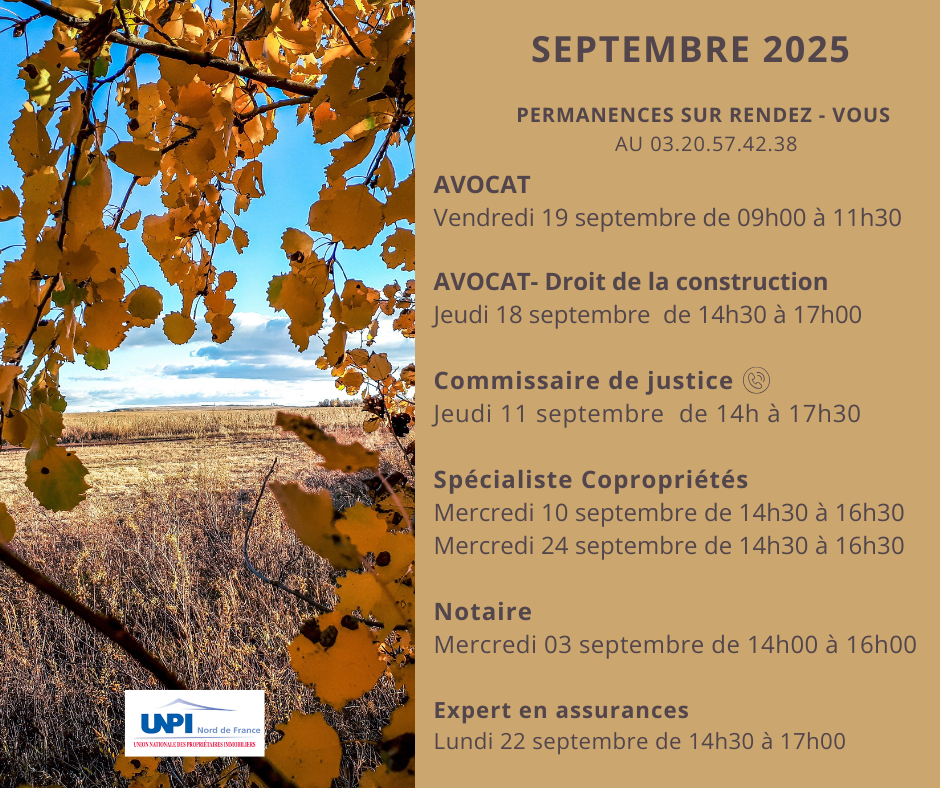 SEPTEMBRE 2025
PERMANENCES SUR RENDEZ - VOUS
AU 03.20.57.42.38
AVOCAT
Vendredi 19 septembre de 09h00 à 11h30
AVOCAT- Droit de la construction
Jeudi 18 septembre  de 14h30 à 17h00
Commissaire de justice
Jeudi 11 septembre  de 14h à 17h30
Spécialiste Copropriétés
Mercredi 10 septembre de 14h30 à 16h30
Mercredi 24 septembre de 14h30 à 16h30
Notaire
Mercredi 03 septembre de 14h00 à 16h00
Expert en assurances
Lundi 22 septembre de 14h30 à 17h00
UNPI Nord de France
UNION NATIONALE DES PROPRIÉTAIRES IMMOBILIERS